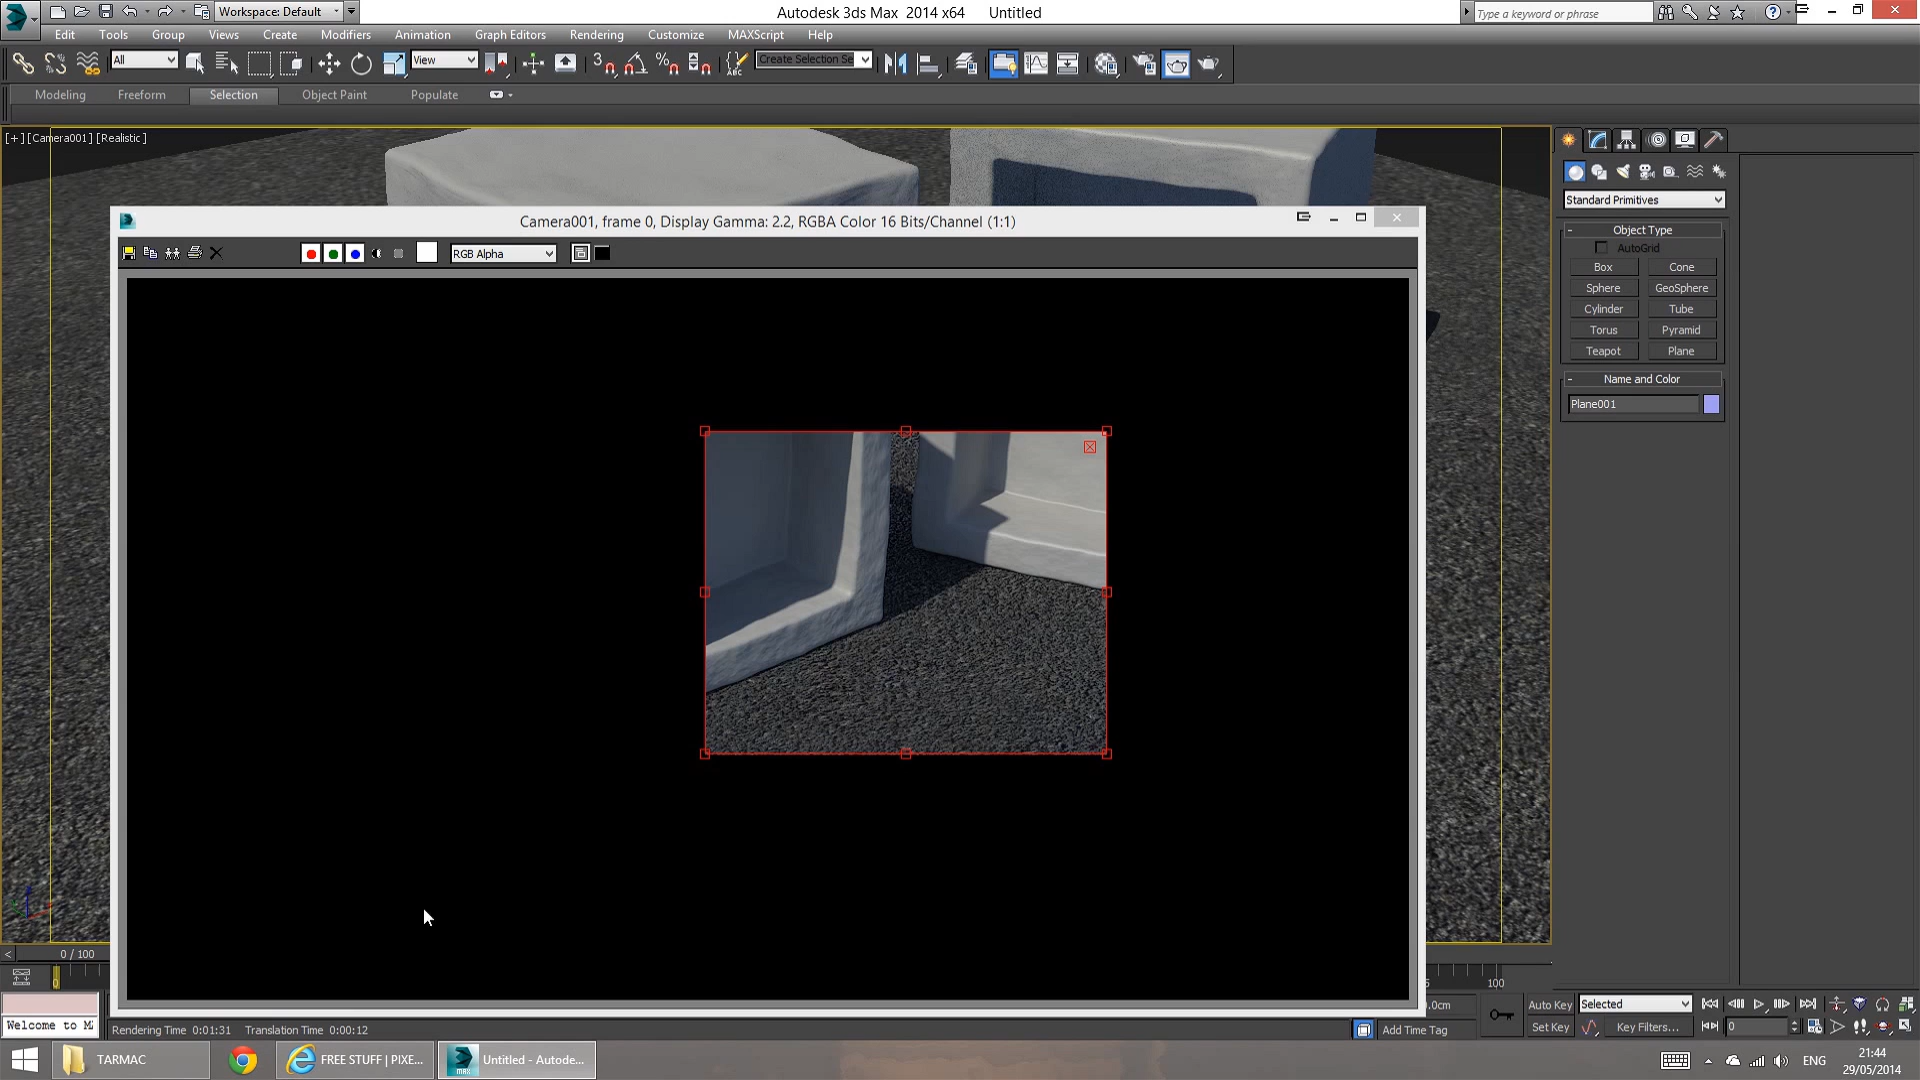 Workspace: Default
Autodesk 3ds Max 2014 x64 Untitled
Type a keyword or phrase
Edit Tools Group Views Create Modifiers Animation Graph Editors Rendering Customize MAXScript Help
All
View
Create Selection Se
Modeling Freeform Selection Object Paint Populate
[+] [Camera001] [Realistic]
Camera001, frame 0, Display Gamma: 2.2, RGBA Color 16 Bits/Channel (1:1)
RGB Alpha
Standard Primitives
- Object Type
AutoGrid
Box Cone
Sphere GeoSphere
Cylinder Tube
Torus Pyramid
Teapot Plane
- Name and Color
Plane001
0 / 100
0
100
0cm
Auto Key Selected
Set Key Key Filters... 0
Welcome to M
Rendering Time 0:01:31 Translation Time 0:00:12
Add Time Tag
TARMAC
FREE STUFF | PIXE...
MAX
Untitled - Autode...
ENG
21:44
29/05/2014